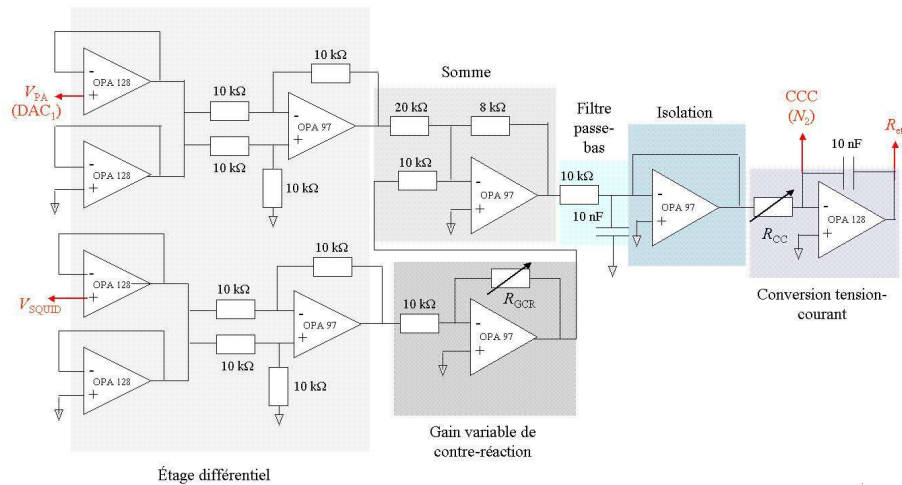 10 kΩ
-
+
OPA 128
V_PA
(DAC₁)
10 kΩ
-
+
OPA 97
10 kΩ
10 kΩ
-
+
OPA 128
Somme
20 kΩ
8 kΩ
10 kΩ
-
+
OPA 97
Filtre
passe-
bas
10 kΩ
10 nF
Isolation
-
+
OPA 97
CCC
(N₂)
10 nF
R_et
-
+
OPA 128
R_CC
Conversion tension-
courant
-
+
OPA 128
V_SQUID
10 kΩ
10 kΩ
-
+
OPA 97
10 kΩ
10 kΩ
-
+
OPA 128
10 kΩ
R_GCR
-
+
OPA 97
Gain variable de
contre-réaction
Étage différentiel